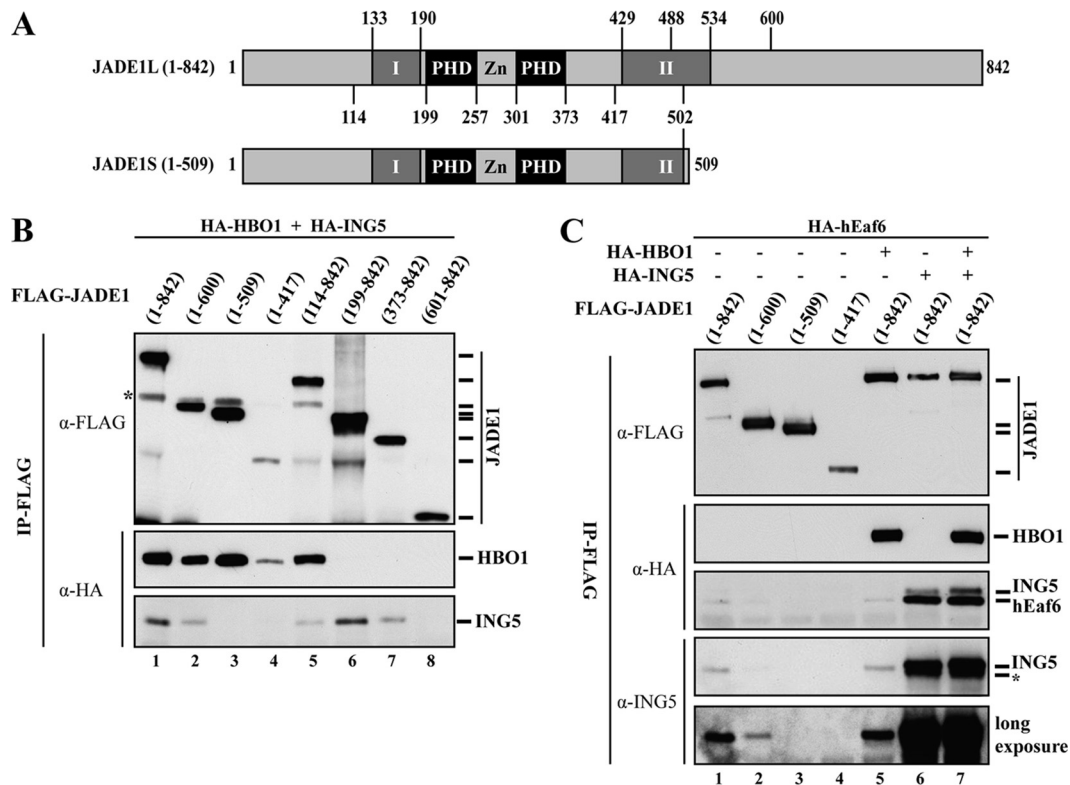 A
133 190 429 488 534 600
JADE1L (1-842) 1 I PHD Zn PHD II 842
114 199 257 301 373 417 502
JADE1S (1-509) 1 I PHD Zn PHD II 509
B
HA-HBO1 + HA-ING5
FLAG-JADE1 (1-842) (1-600) (1-509) (1-417) (114-842) (199-842) (373-842) (601-842)
*
α-FLAG
JADE1
IP-FLAG
α-HA
HBO1
ING5
1 2 3 4 5 6 7 8
C
HA-hEaf6
HA-HBO1 - - - - + - +
HA-ING5 - - - - - + +
FLAG-JADE1 (1-842) (1-600) (1-509) (1-417) (1-842) (1-842) (1-842)
α-FLAG
JADE1
IP-FLAG
α-HA
HBO1
ING5
hEaf6
α-ING5
ING5
*
long
exposure
1 2 3 4 5 6 7